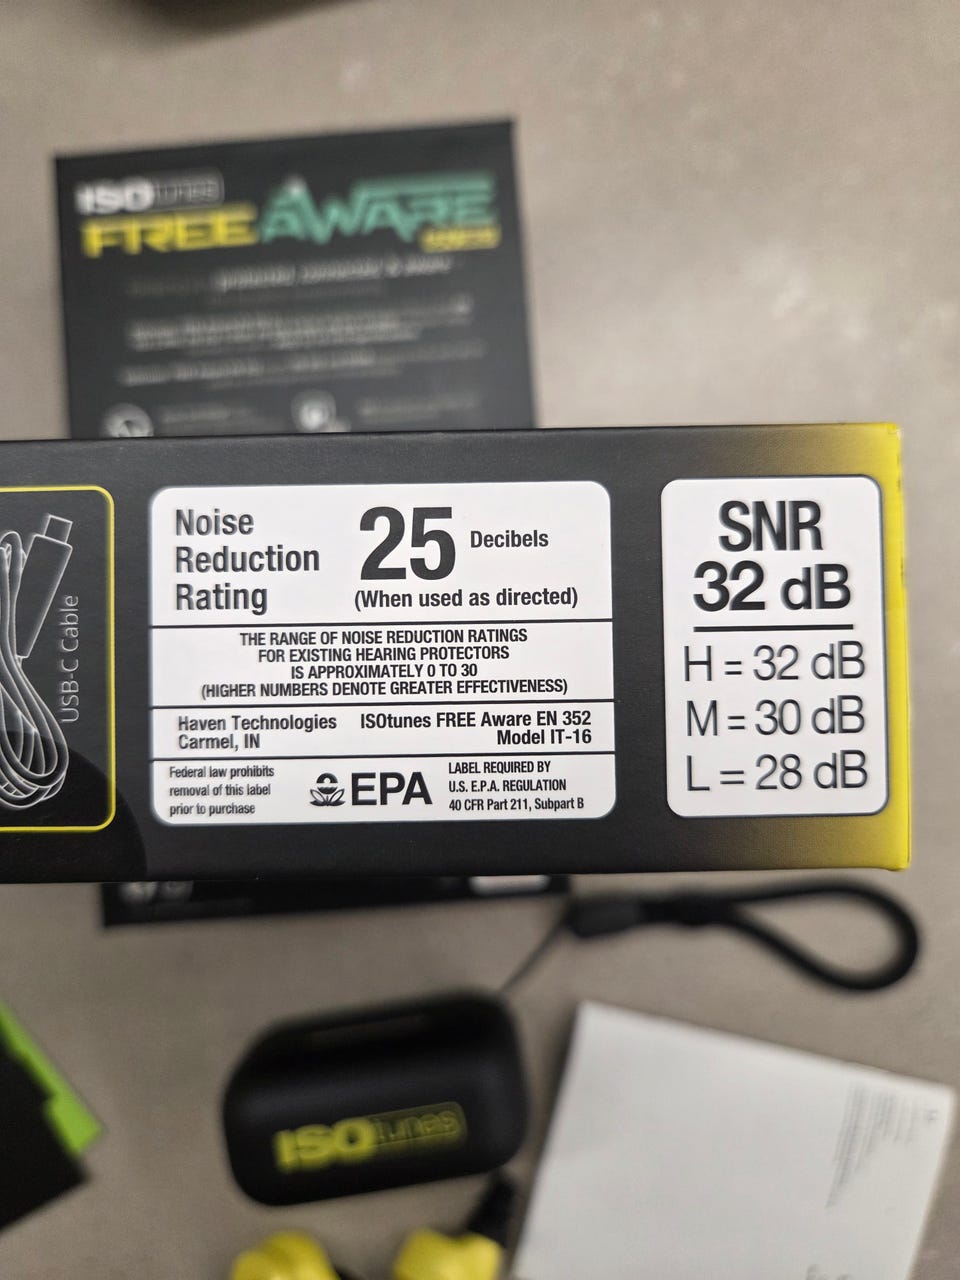 ISOtunes
FREE AWARE
USB-C Cable
Noise
Reduction
Rating
25 Decibels
(When used as directed)
THE RANGE OF NOISE REDUCTION RATINGS
FOR EXISTING HEARING PROTECTORS
IS APPROXIMATELY 0 TO 30
(HIGHER NUMBERS DENOTE GREATER EFFECTIVENESS)
Haven Technologies
Carmel, IN
ISOtunes FREE Aware EN 352
Model IT-16
Federal law prohibits
removal of this label
prior to purchase
EPA
LABEL REQUIRED BY
U.S. E.P.A. REGULATION
40 CFR Part 211, Subpart B
SNR
32 dB
H = 32 dB
M = 30 dB
L = 28 dB
ISOtunes